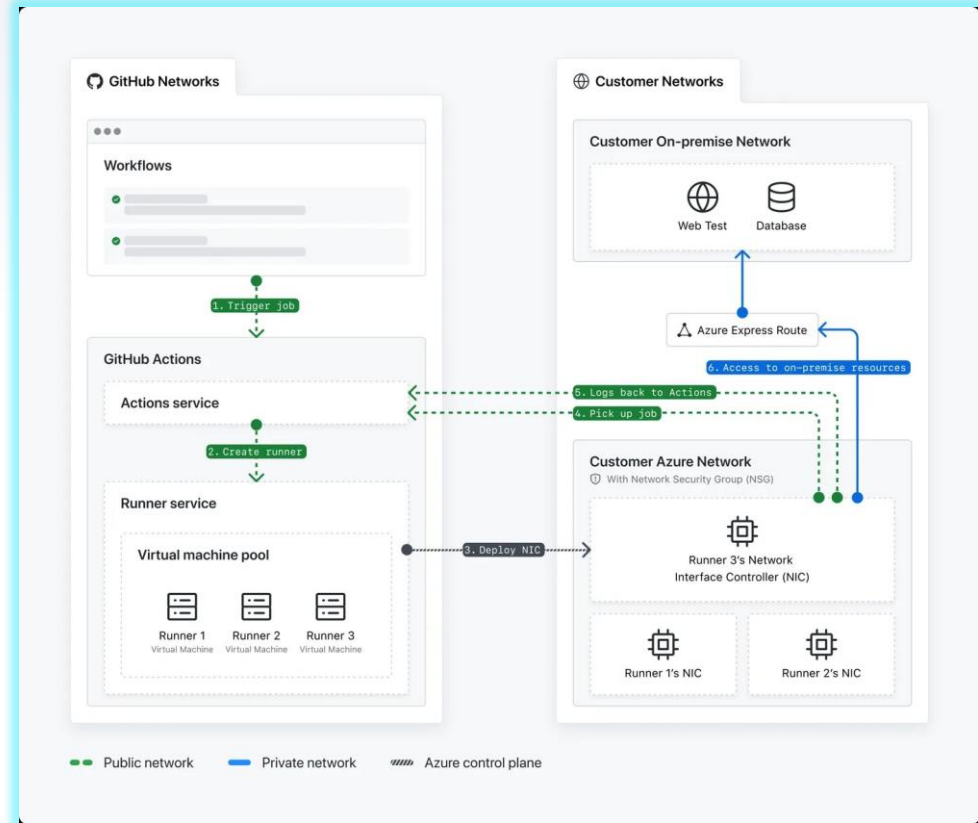 GitHub Networks
Workflows
1. Trigger job
GitHub Actions
Actions service
2. Create runner
Runner service
Virtual machine pool
Runner 1
Virtual Machine
Runner 2
Virtual Machine
Runner 3
Virtual Machine
3. Deploy NIC
Customer Networks
Customer On-premise Network
Web Test
Database
Azure Express Route
6. Access to on-premise resources
5. Logs back to Actions
4. Pick up job
Customer Azure Network
With Network Security Group (NSG)
Runner 3's Network
Interface Controller (NIC)
Runner 1's NIC
Runner 2's NIC
Public network
Private network
Azure control plane